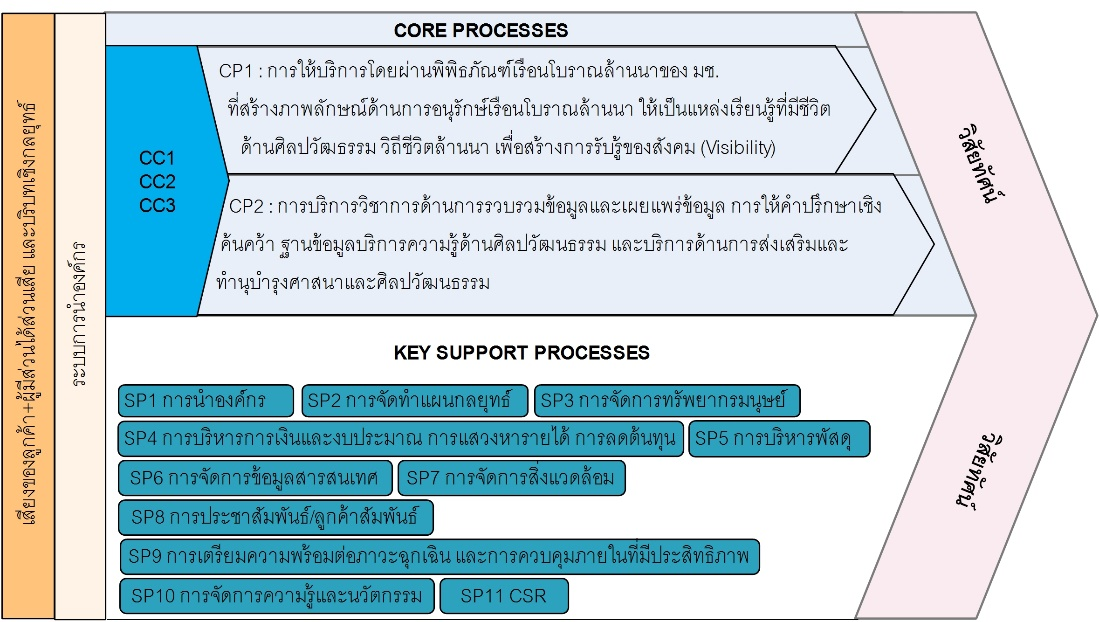 เสียงของลูกค้า+ผู้มีส่วนได้ส่วนเสีย และบริบทเชิงกลยุทธ์
ระบบการนำองค์กร
CORE PROCESSES
CC1
CC2
CC3
CP1 : การให้บริการโดยผ่านพิพิธภัณฑ์เรือนโบราณล้านนาของ มช.
ที่สร้างภาพลักษณ์ด้านการอนุรักษ์เรือนโบราณล้านนา ให้เป็นแหล่งเรียนรู้ที่มีชีวิต
ด้านศิลปวัฒนธรรม วิถีชีวิตล้านนา เพื่อสร้างการรับรู้ของสังคม (Visibility)
CP2 : การบริการวิชาการด้านการรวบรวมข้อมูลและเผยแพร่ข้อมูล การให้คำปรึกษาเชิง
ค้นคว้า ฐานข้อมูลบริการความรู้ด้านศิลปวัฒนธรรม และบริการด้านการส่งเสริมและ
ทำนุบำรุงศาสนาและศิลปวัฒนธรรม
วิสัยทัศน์
KEY SUPPORT PROCESSES
SP1 การนำองค์กร
SP2 การจัดทำแผนกลยุทธ์
SP3 การจัดการทรัพยากรมนุษย์
SP4 การบริหารการเงินและงบประมาณ การแสวงหารายได้ การลดต้นทุน
SP5 การบริหารพัสดุ
SP6 การจัดการข้อมูลสารสนเทศ
SP7 การจัดการสิ่งแวดล้อม
SP8 การประชาสัมพันธ์/ลูกค้าสัมพันธ์
SP9 การเตรียมความพร้อมต่อภาวะฉุกเฉิน และการควบคุมภายในที่มีประสิทธิภาพ
SP10 การจัดการความรู้และนวัตกรรม
SP11 CSR
วิสัยทัศน์